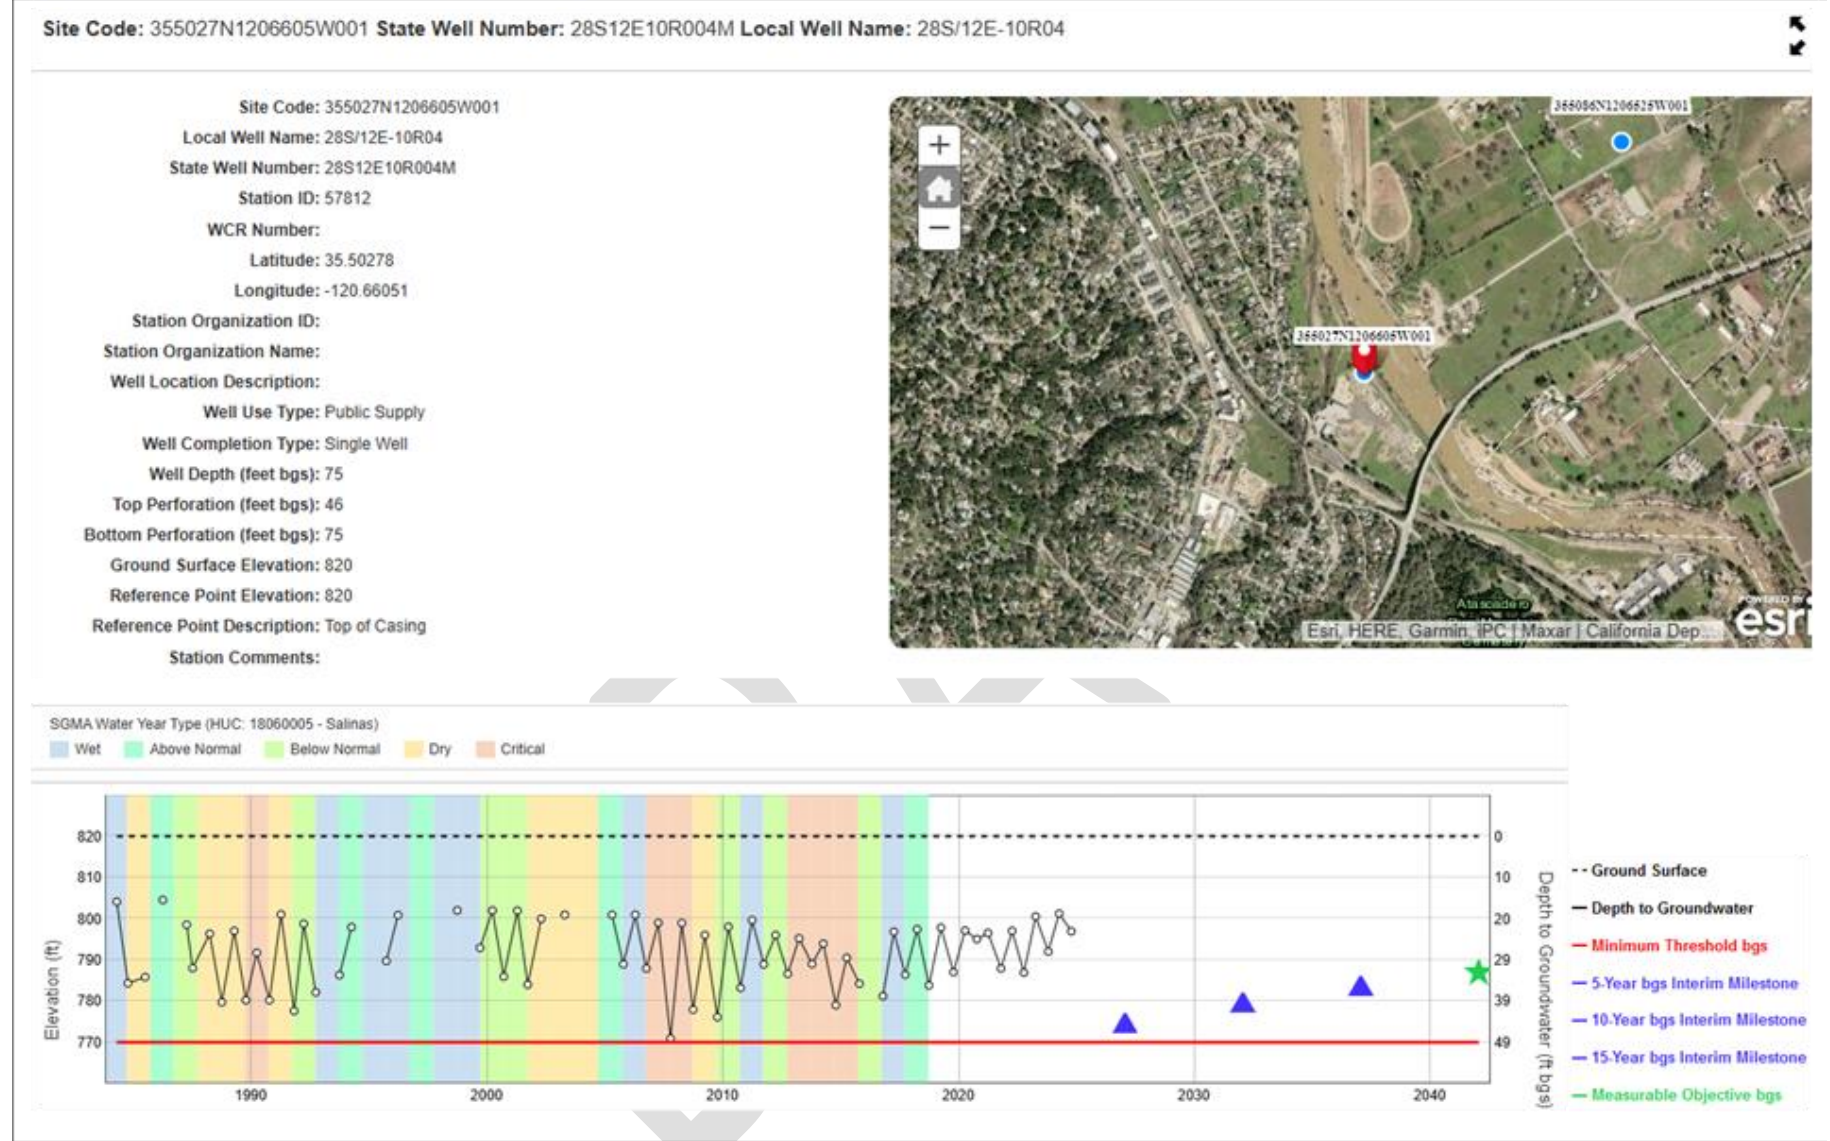 Site Code: 355027N1206605W001 State Well Number: 28S12E10R004M Local Well Name: 28S/12E-10R04
Site Code: 355027N1206605W001
Local Well Name: 28S/12E-10R04
State Well Number: 28S12E10R004M
Station ID: 57812
WCR Number:
Latitude: 35.50278
Longitude: -120.66051
Station Organization ID:
Station Organization Name:
Well Location Description:
Well Use Type: Public Supply
Well Completion Type: Single Well
Well Depth (feet bgs): 75
Top Perforation (feet bgs): 46
Bottom Perforation (feet bgs): 75
Ground Surface Elevation: 820
Reference Point Elevation: 820
Reference Point Description: Top of Casing
Station Comments:
355086N1206525W001
+
−
355027N1206605W001
Atascadero
POWERED BY
esri
Esri, HERE, Garmin, iPC | Maxar | California Dep...
SGMA Water Year Type (HUC: 18060005 - Salinas)
Wet Above Normal Below Normal Dry Critical
Elevation (ft)
820
810
800
790
780
770
1990 2000 2010 2020 2030 2040
0
10
20
29
39
49
Depth to Groundwater (ft bgs)
Ground Surface
Depth to Groundwater
Minimum Threshold bgs
5-Year bgs Interim Milestone
10-Year bgs Interim Milestone
15-Year bgs Interim Milestone
Measurable Objective bgs